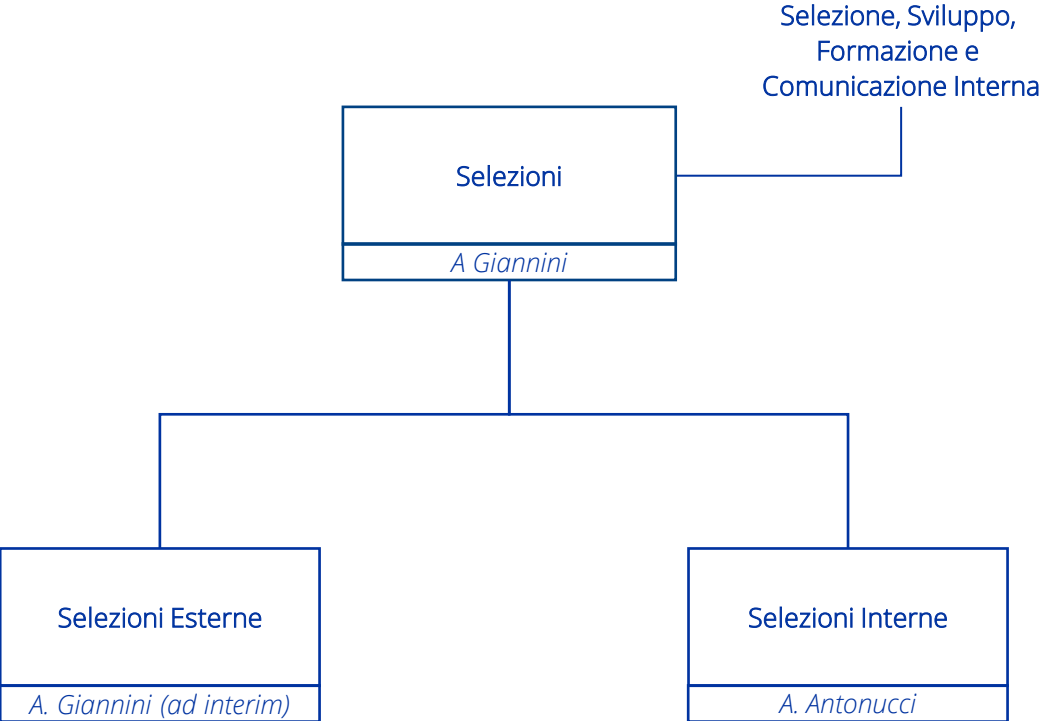 Selezione, Sviluppo,
Formazione e
Comunicazione Interna
Selezioni
A Giannini
Selezioni Esterne
A. Giannini (ad interim)
Selezioni Interne
A. Antonucci